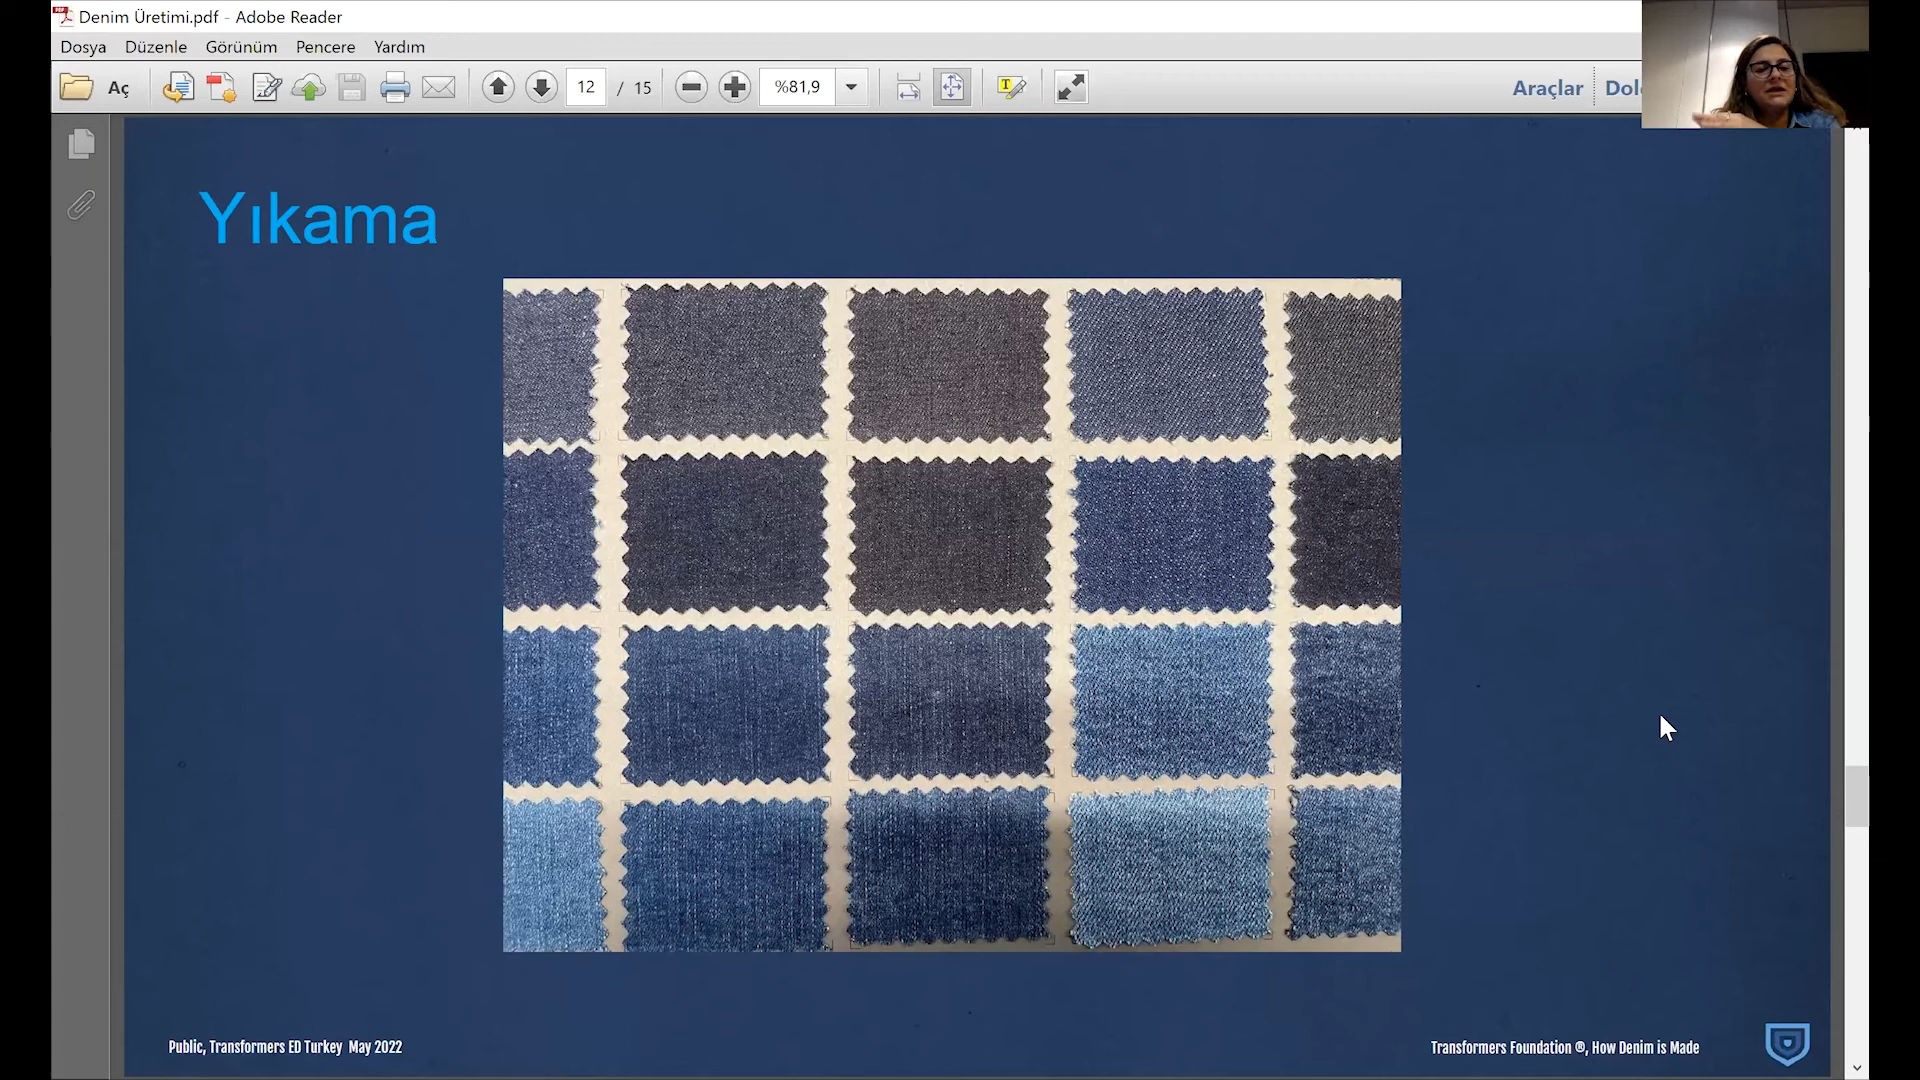 Denim Üretimi.pdf - Adobe Reader
Dosya Düzenle Görünüm Pencere Yardım
Aç 12 / 15 %81,9 Araçlar
Yıkama
Public, Transformers ED Turkey May 2022
Transformers Foundation ®, How Denim is Made